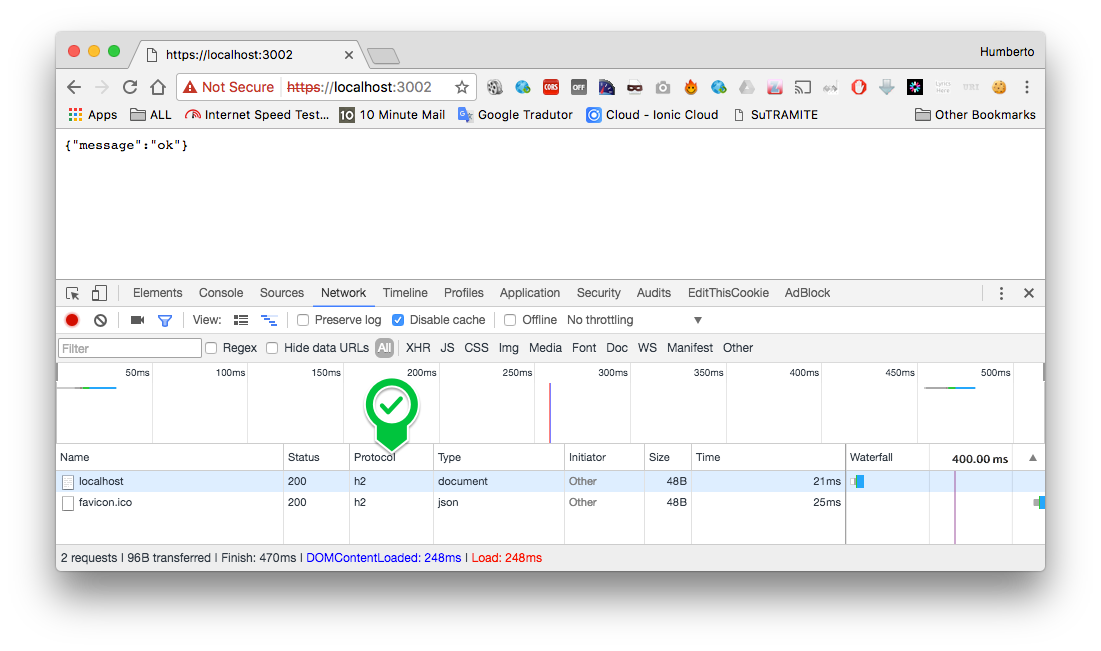 https://localhost:3002
Humberto
Not Secure https://localhost:3002 CORS OFF
Apps ALL Internet Speed Test... 10 10 Minute Mail Google Tradutor Cloud - Ionic Cloud SuTRAMITE Other Bookmarks
{"message":"ok"}
Elements Console Sources Network Timeline Profiles Application Security Audits EditThisCookie AdBlock
View: Preserve log Disable cache Offline No throttling
Filter Regex Hide data URLs All XHR JS CSS Img Media Font Doc WS Manifest Other
50ms 100ms 150ms 200ms 250ms 300ms 350ms 400ms 450ms 500ms
Name Status Protocol Type Initiator Size Time Waterfall 400.00 ms
localhost 200 h2 document Other 48B 21ms
favicon.ico 200 h2 json Other 48B 25ms
2 requests | 96B transferred | Finish: 470ms | DOMContentLoaded: 248ms | Load: 248ms